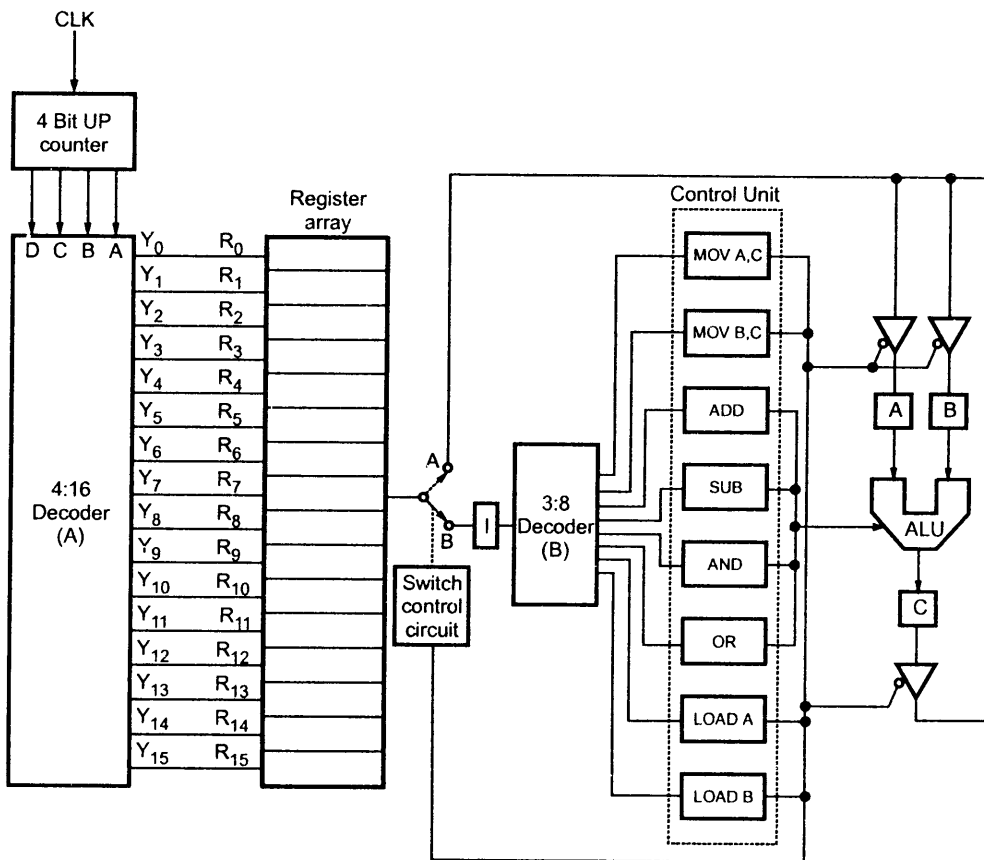 CLK
4 Bit UP
counter
D C B A
4:16
Decoder
(A)
Y0 R0
Y1 R1
Y2 R2
Y3 R3
Y4 R4
Y5 R5
Y6 R6
Y7 R7
Y8 R8
Y9 R9
Y10 R10
Y11 R11
Y12 R12
Y13 R13
Y14 R14
Y15 R15
Register
array
A
B
I
Switch
control
circuit
3:8
Decoder
(B)
Control Unit
MOV A,C
MOV B,C
ADD
SUB
AND
OR
LOAD A
LOAD B
A
B
ALU
C